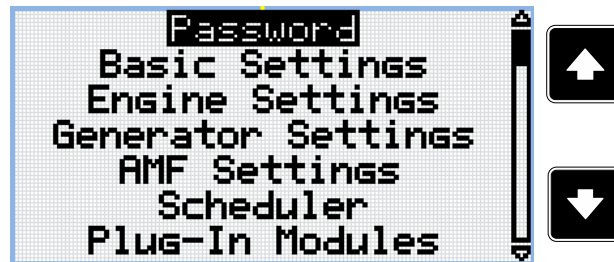 Password
Basic Settings
Engine Settings
Generator Settings
AMF Settings
Scheduler
Plug-In Modules